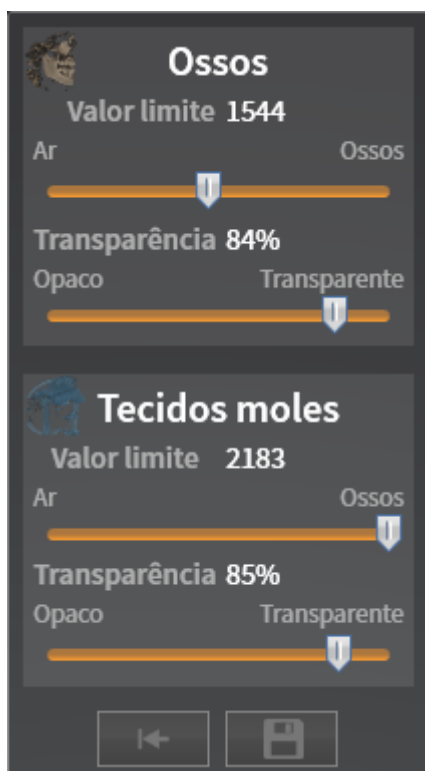 Ossos
Valor limite 1544
Ar Ossos
Transparência 84%
Opaco Transparente
Tecidos moles
Valor limite 2183
Ar Ossos
Transparência 85%
Opaco Transparente